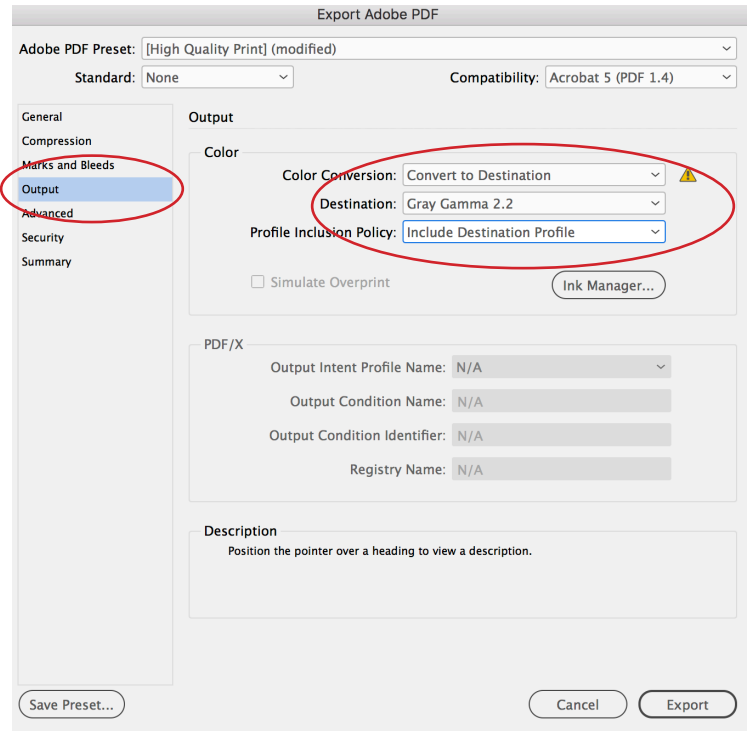 Export Adobe PDF
Adobe PDF Preset: [High Quality Print] (modified)
Standard: None
Compatibility: Acrobat 5 (PDF 1.4)
General
Compression
Marks and Bleeds
Output
Advanced
Security
Summary
Output
Color
Color Conversion: Convert to Destination
Destination: Gray Gamma 2.2
Profile Inclusion Policy: Include Destination Profile
Simulate Overprint
Ink Manager...
PDF/X
Output Intent Profile Name: N/A
Output Condition Name: N/A
Output Condition Identifier: N/A
Registry Name: N/A
Description
Position the pointer over a heading to view a description.
Save Preset...
Cancel
Export